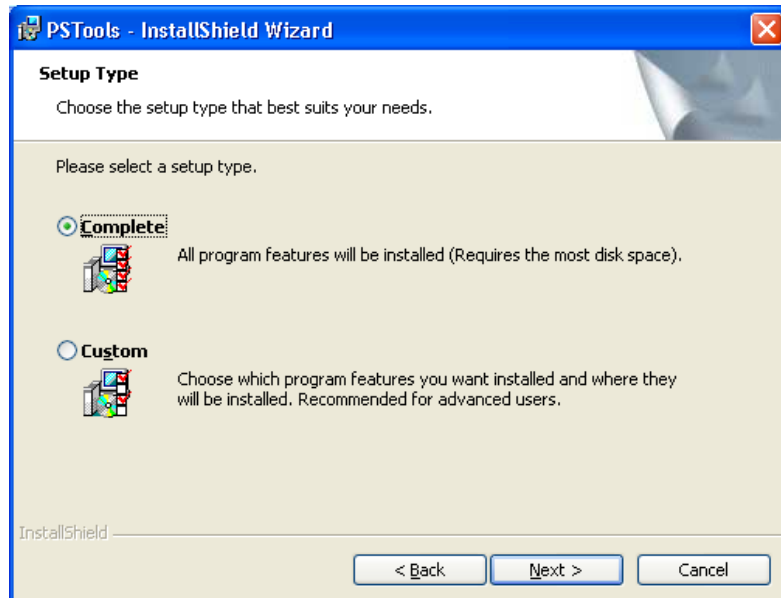 PSTools - InstallShield Wizard
Setup Type
Choose the setup type that best suits your needs.
Please select a setup type.
Complete
All program features will be installed (Requires the most disk space).
Custom
Choose which program features you want installed and where they
will be installed. Recommended for advanced users.
InstallShield
< Back
Next >
Cancel